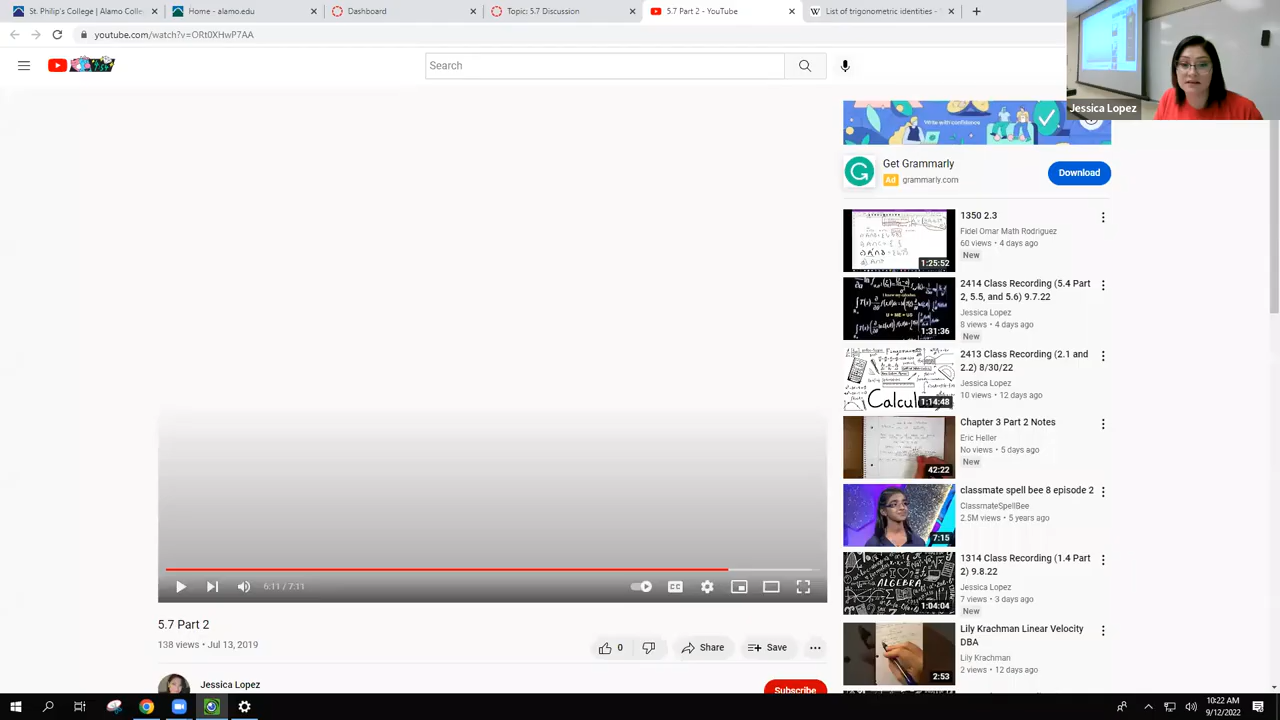 St. Philip's College | Alamo Colle
Home - alamo.edu
Dashboard
Topic: 5.7 Discussion
5.7 Part 2 - YouTube
List of trigonometric identities - W
youtube.com/watch?v=ORt0XHwP7AA
Search
Jessica Lopez
Write with confidence
Get Grammarly
Ad grammarly.com
Download
1350 2.3
Fidel Omar Math Rodriguez
60 views • 4 days ago
New
1:25:52
2414 Class Recording (5.4 Part
2, 5.5, and 5.6) 9.7.22
Jessica Lopez
8 views • 4 days ago
New
1:31:36
2413 Class Recording (2.1 and
2.2) 8/30/22
Jessica Lopez
10 views • 12 days ago
Calculu
1:14:48
Chapter 3 Part 2 Notes
Eric Heller
No views • 5 days ago
New
42:22
classmate spell bee 8 episode 2
ClassmateSpellBee
2.5M views • 5 years ago
7:15
1314 Class Recording (1.4 Part
2) 9.8.22
Jessica Lopez
7 views • 3 days ago
New
ALGEBRA
1:04:04
Lily Krachman Linear Velocity
DBA
Lily Krachman
2 views • 12 days ago
2:53
6:11 / 7:11
CC
5.7 Part 2
138 views • Jul 13, 201
0
Share
Save
Jessica Lope
Subscribe
10:22 AM
9/12/2022